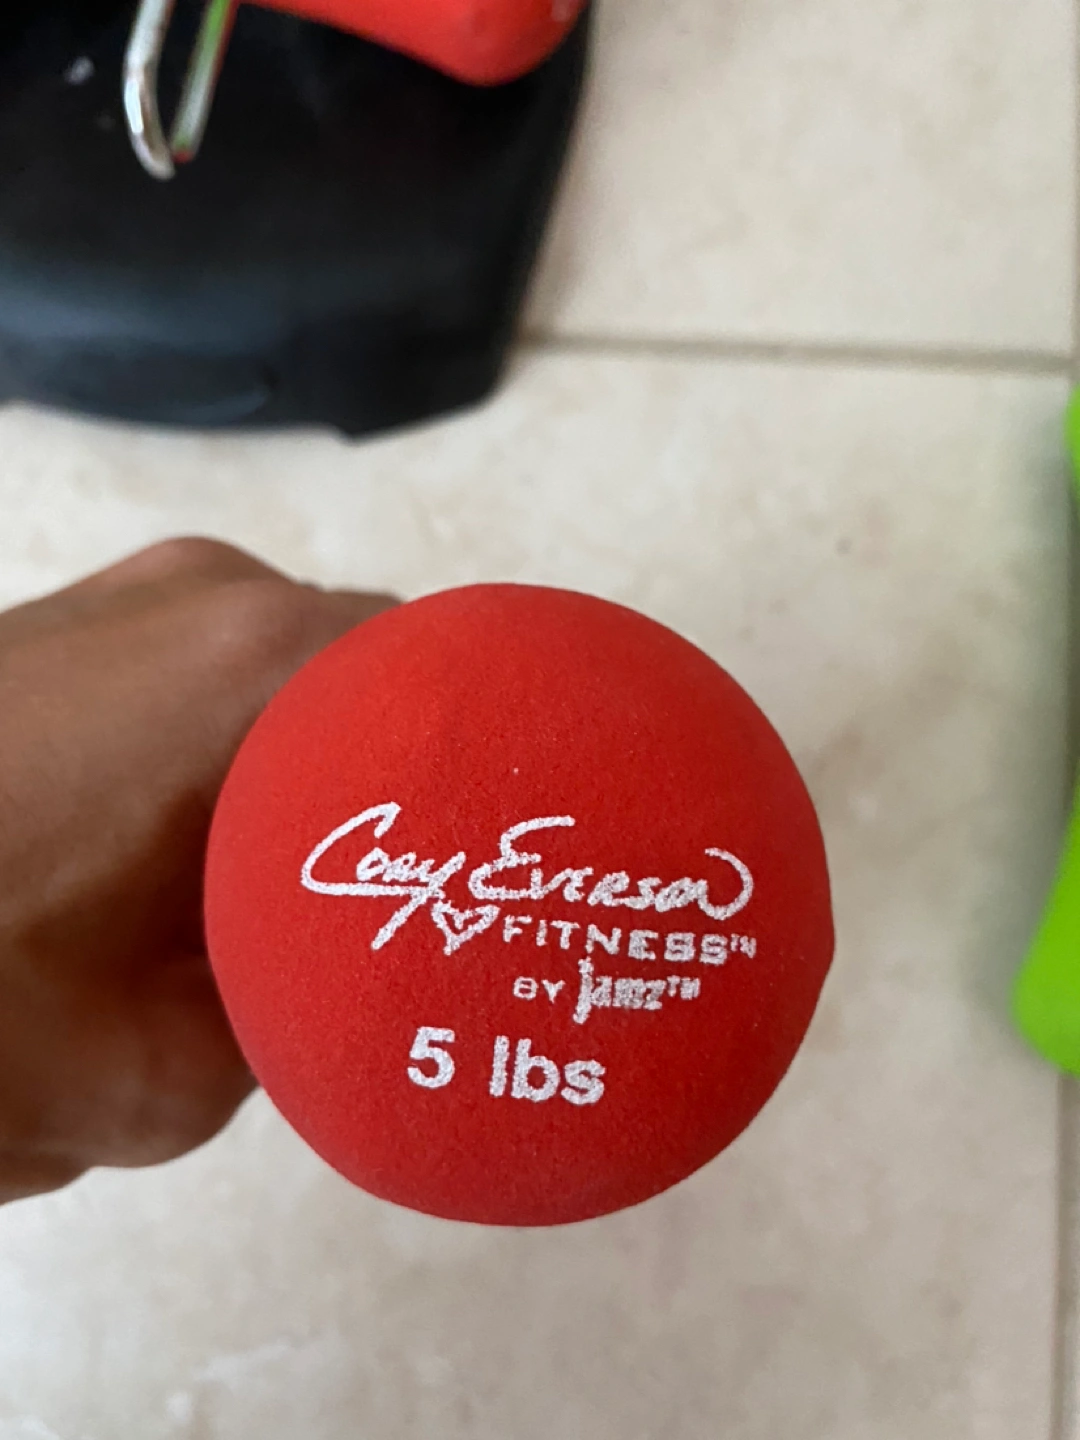 Cory Everson
FITNESS™
BY jamz™
5 lbs